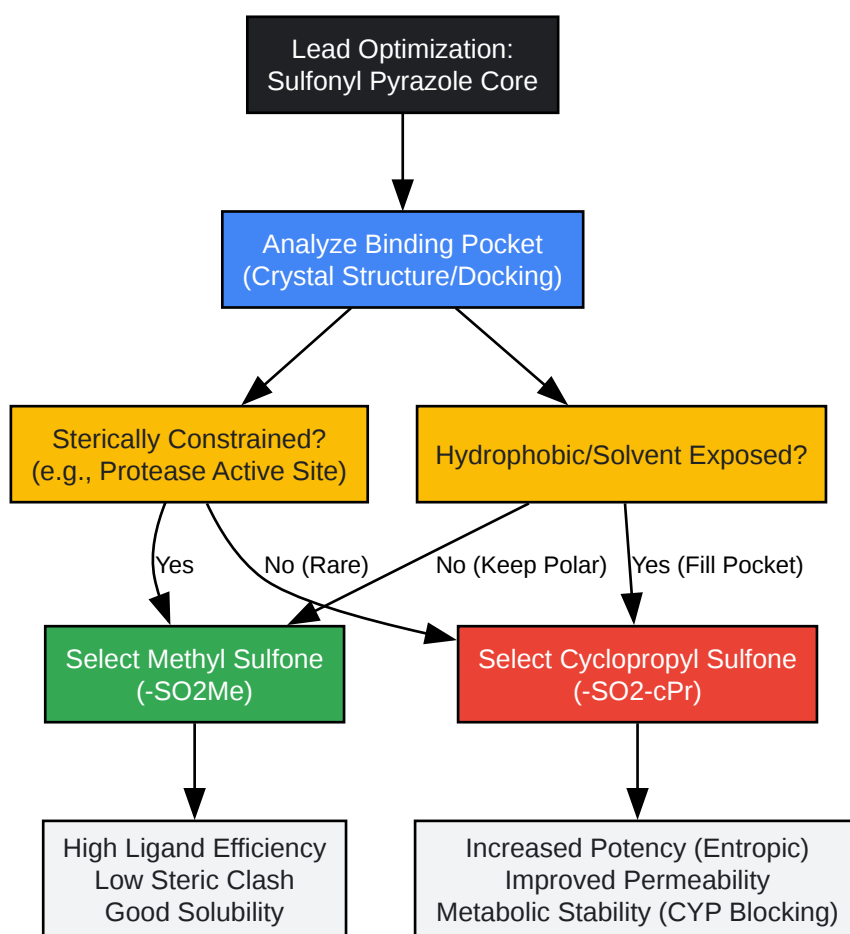 Lead Optimization:
Sulfonyl Pyrazole Core
Analyze Binding Pocket
(Crystal Structure/Docking)
Sterically Constrained?
(e.g., Protease Active Site)
Hydrophobic/Solvent Exposed?
Yes
No (Rare)
No (Keep Polar)
Yes (Fill Pocket)
Select Methyl Sulfone
(-SO2Me)
Select Cyclopropyl Sulfone
(-SO2-cPr)
High Ligand Efficiency
Low Steric Clash
Good Solubility
Increased Potency (Entropic)
Improved Permeability
Metabolic Stability (CYP Blocking)